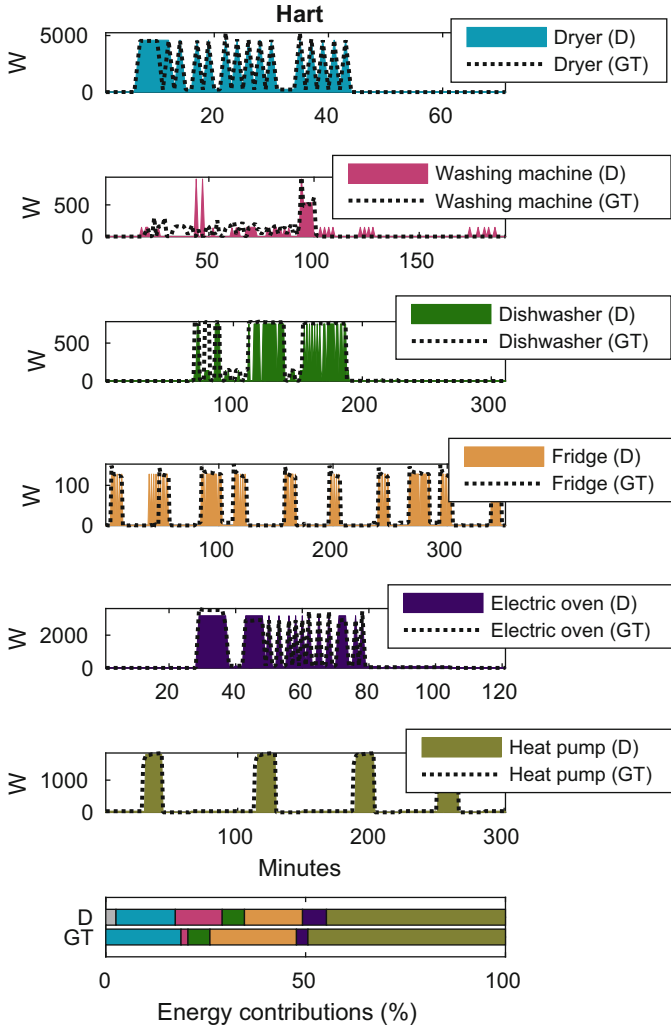 Hart
5000
W
0
20
40
60
Dryer (D)
Dryer (GT)
500
W
0
50
100
150
Washing machine (D)
Washing machine (GT)
500
W
0
100
200
300
Dishwasher (D)
Dishwasher (GT)
100
W
0
100
200
300
Fridge (D)
Fridge (GT)
2000
W
0
20
40
60
80
100
120
Electric oven (D)
Electric oven (GT)
1000
W
0
100
200
300
Heat pump (D)
Heat pump (GT)
Minutes
D
GT
0
50
100
Energy contributions (%)